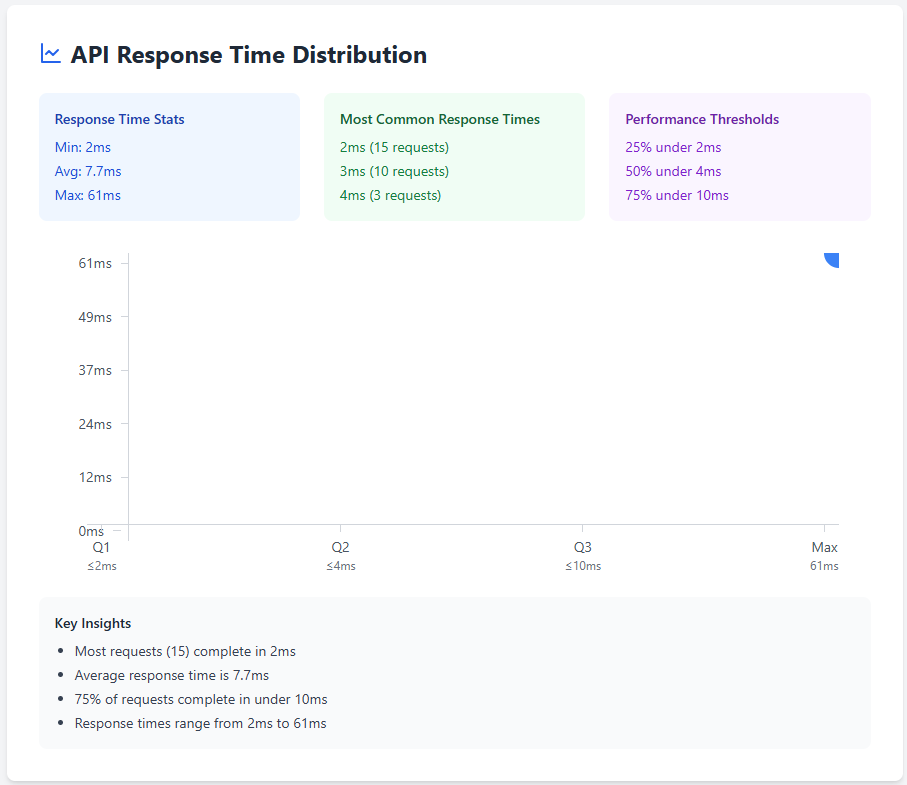 API Response Time Distribution
Response Time Stats
Min: 2ms
Avg: 7.7ms
Max: 61ms
Most Common Response Times
2ms (15 requests)
3ms (10 requests)
4ms (3 requests)
Performance Thresholds
25% under 2ms
50% under 4ms
75% under 10ms
61ms
49ms
37ms
24ms
12ms
0ms
Q1 Q2 Q3 Max
≤2ms ≤4ms ≤10ms 61ms
Key Insights
• Most requests (15) complete in 2ms
• Average response time is 7.7ms
• 75% of requests complete in under 10ms
• Response times range from 2ms to 61ms